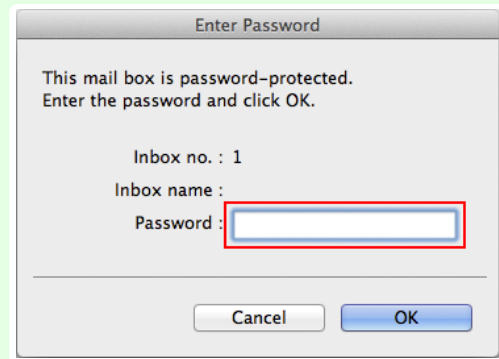 Enter Password
This mail box is password-protected.
Enter the password and click OK.
Inbox no. : 1
Inbox name :
Password :
Cancel
OK